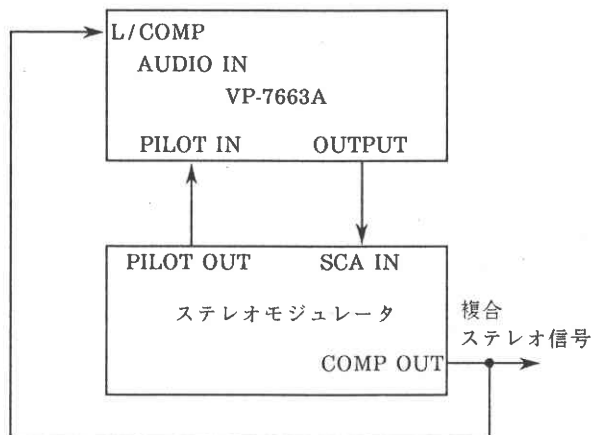 L/COMP
AUDIO IN
VP-7663A
PILOT IN OUTPUT
PILOT OUT SCA IN
ステレオモジュレータ
複合
ステレオ信号
COMP OUT